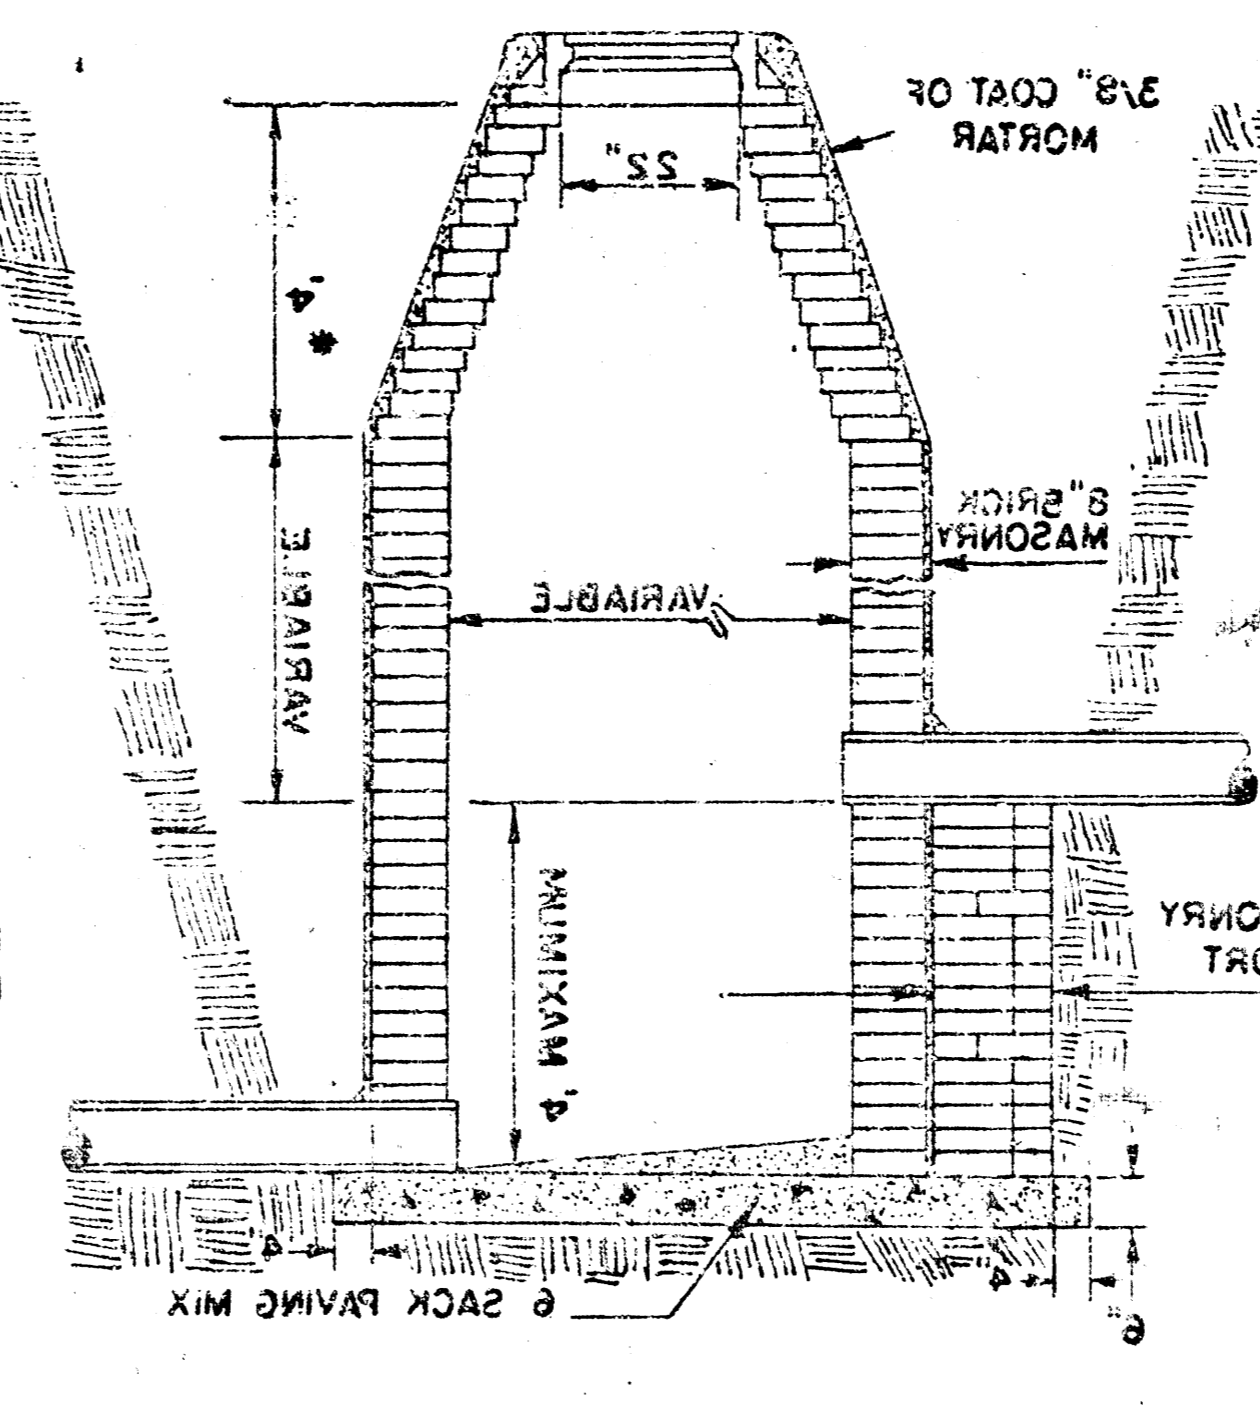 3/8" COAT OF
MORTAR
22"
4'
*
8" BRICK
MASONRY
VARIABLE
VARIABLE
ONRY
ORT
4' MAXIMUM
4"
4"
6 SACK PAVING MIX
6"